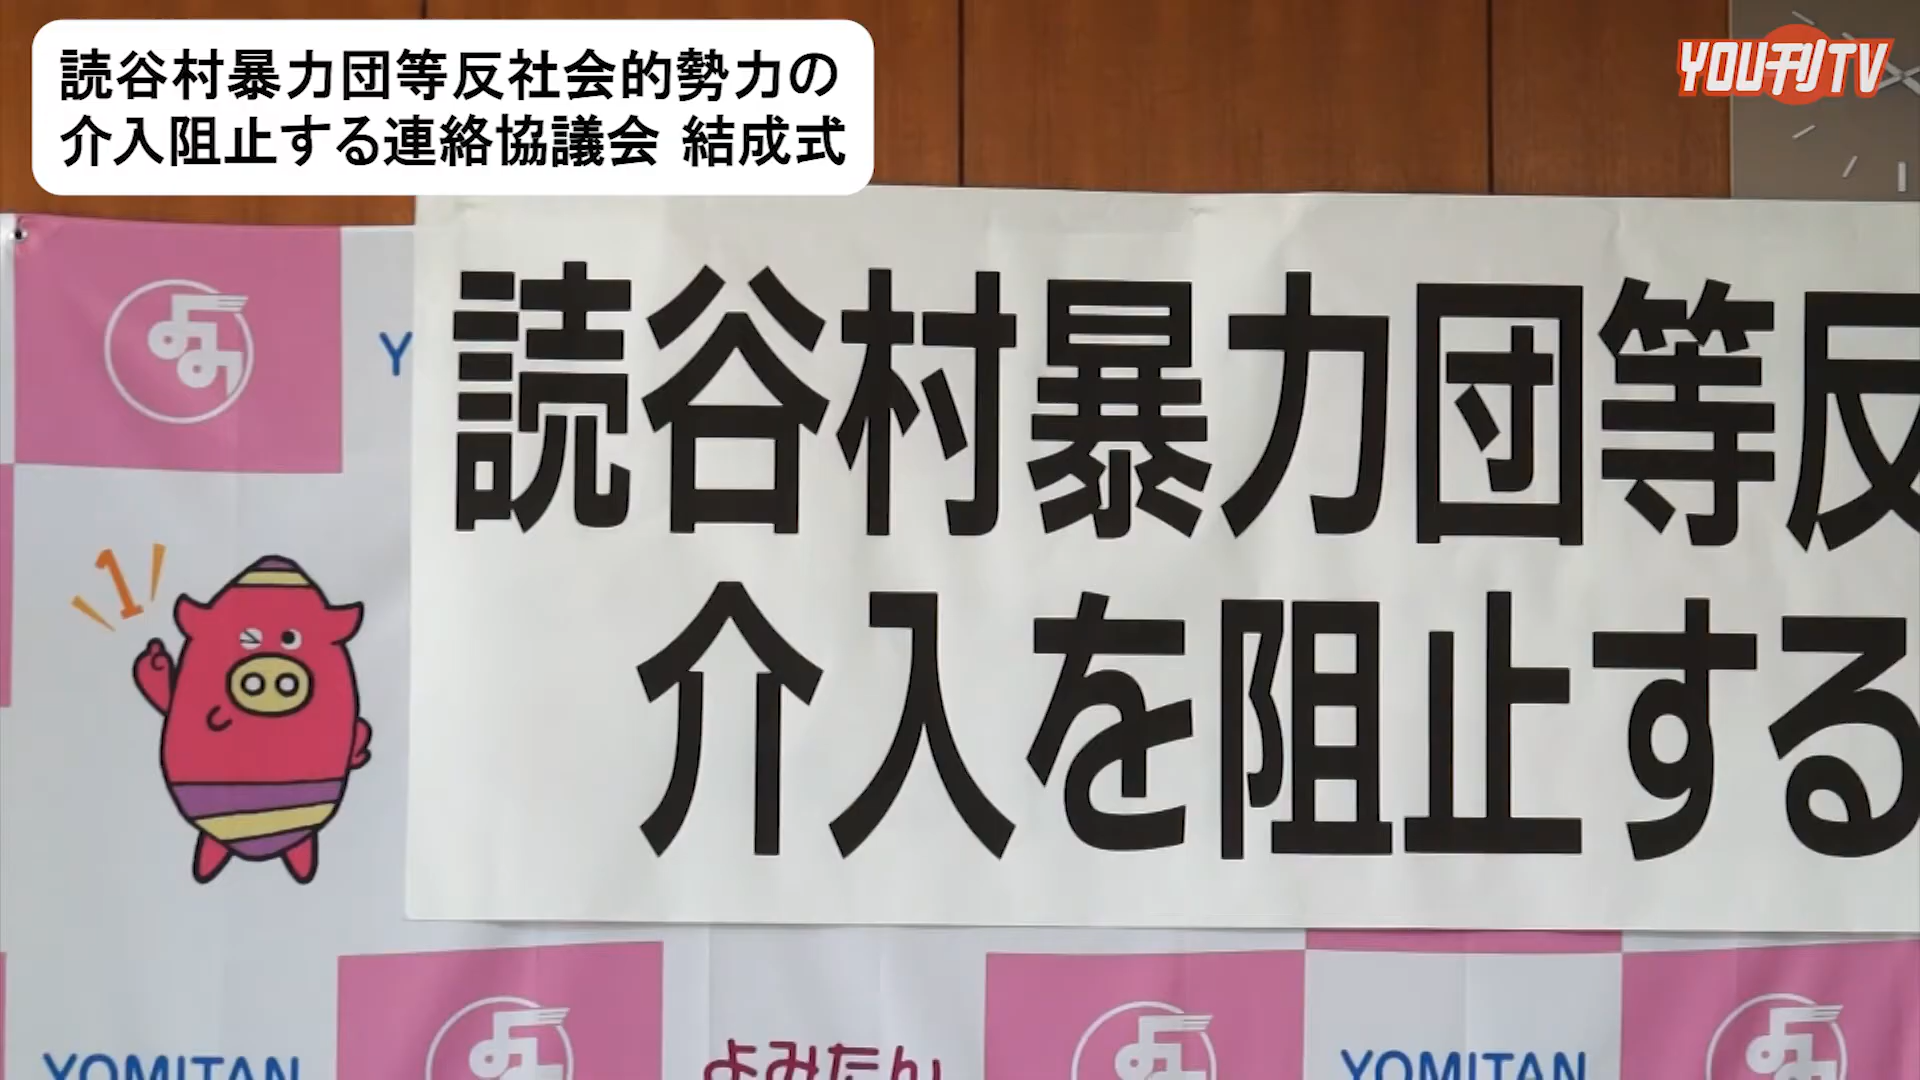 読谷村暴力団等反社会的勢力の
介入阻止する連絡協議会 結成式
YOU刊TV
読谷村暴力団等反
介入を阻止する
1
YOMITAN
よみたん
YOMITAN